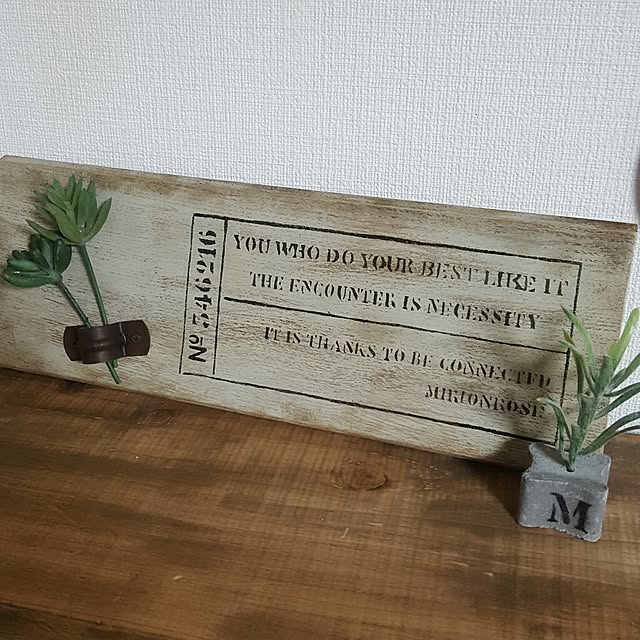 Nº 546216
YOU WHO DO YOUR BEST LIKE IT
THE ENCOUNTER IS NECESSITY
IT IS THANKS TO BE CONNECTED
MIRIONROSE
M